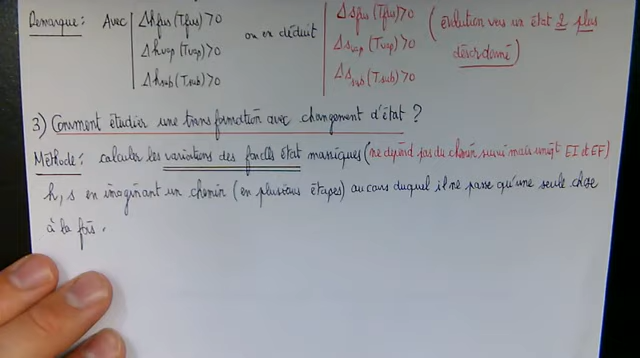 Remarque : Avec | Δhfus (Tfus) >0 ou en déduit | Δsfus (Tfus) >0 ( évolution vers un état 2 plus
Δhvap (Tvap) >0 Δsvap (Tvap) >0 désordonné )
Δhsub (Tsub) >0 Δssub (Tsub) >0
3) Comment étudier une transformation avec changement d'état ?
Méthode : calculer les variations des fonctions état massiques ( ne dépend pas du chemin suivi mais EI et EF )
h, s en imaginant un chemin (en plusieurs étapes) au cours duquel il ne passe qu'une seule chose
à la fois .